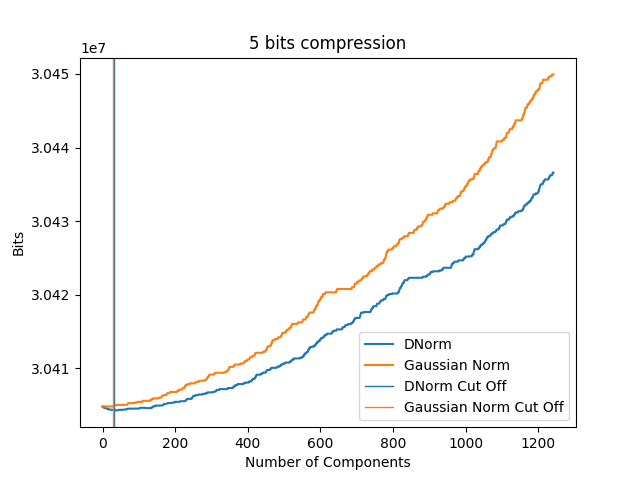 5 bits compression
1e7
3.045
3.044
3.043
3.042
3.041
Bits
0 200 400 600 800 1000 1200
Number of Components
DNorm
Gaussian Norm
DNorm Cut Off
Gaussian Norm Cut Off